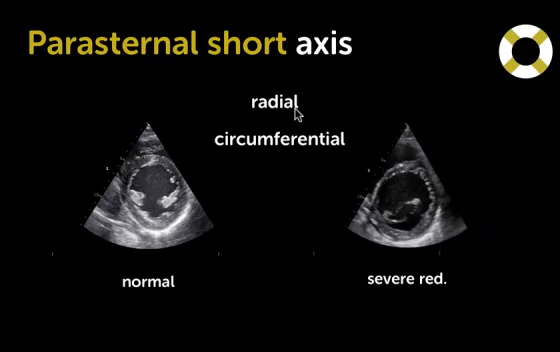 Parasternal short axis
radial
circumferential
normal
severe red.